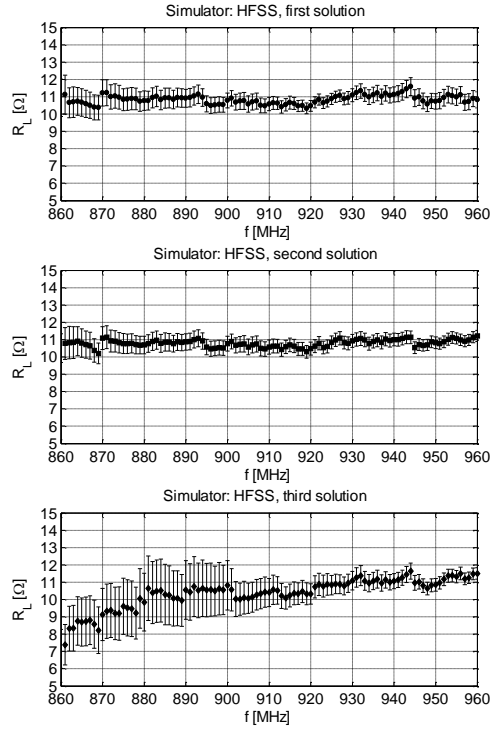 Simulator: HFSS, first solution
15
14
13
12
11
10
9
8
7
6
5
R_L [Ω]
860 870 880 890 900 910 920 930 940 950 960
f [MHz]
Simulator: HFSS, second solution
15
14
13
12
11
10
9
8
7
6
5
R_L [Ω]
860 870 880 890 900 910 920 930 940 950 960
f [MHz]
Simulator: HFSS, third solution
15
14
13
12
11
10
9
8
7
6
5
R_L [Ω]
860 870 880 890 900 910 920 930 940 950 960
f [MHz]